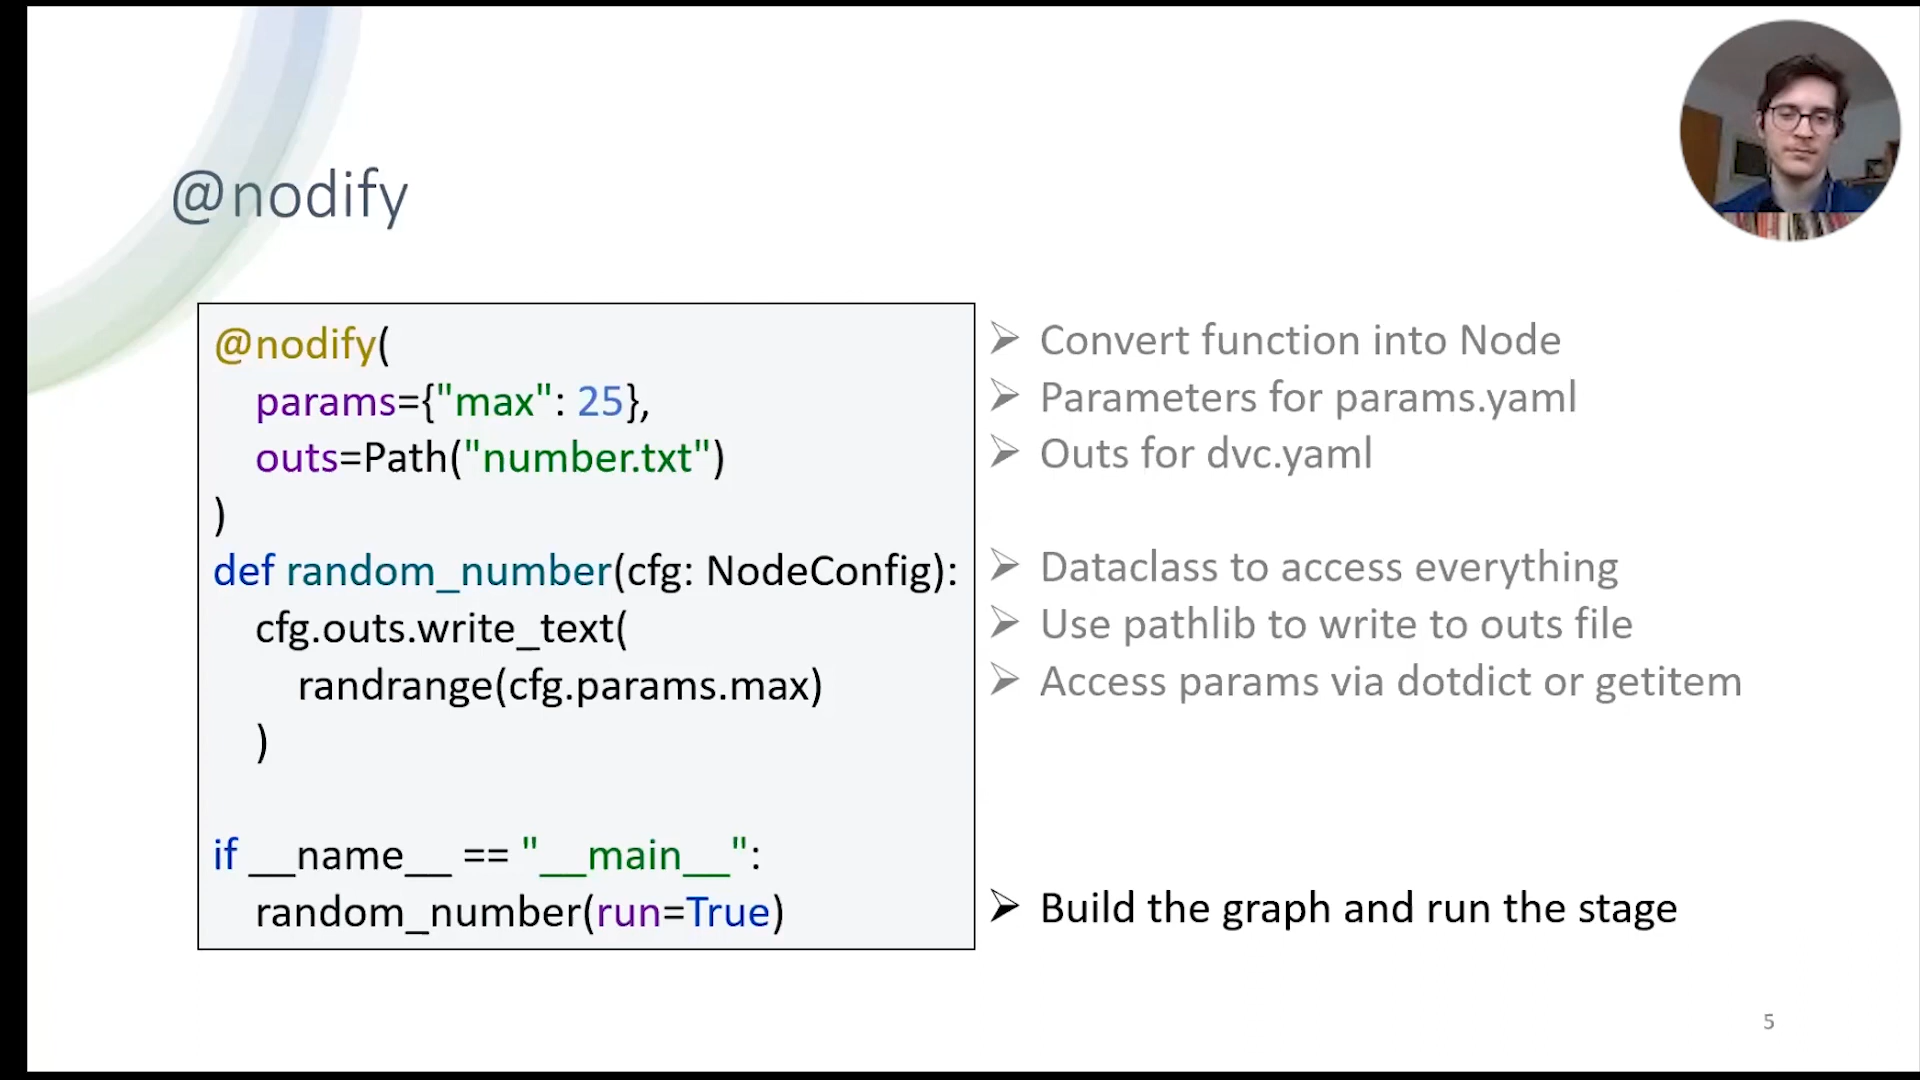 @nodify
@nodify(
params={"max": 25},
outs=Path("number.txt")
)
def random_number(cfg: NodeConfig):
cfg.outs.write_text(
randrange(cfg.params.max)
)
if __name__ == "__main__":
random_number(run=True)
➢ Convert function into Node
➢ Parameters for params.yaml
➢ Outs for dvc.yaml
➢ Dataclass to access everything
➢ Use pathlib to write to outs file
➢ Access params via dotdict or getitem
➢ Build the graph and run the stage
5